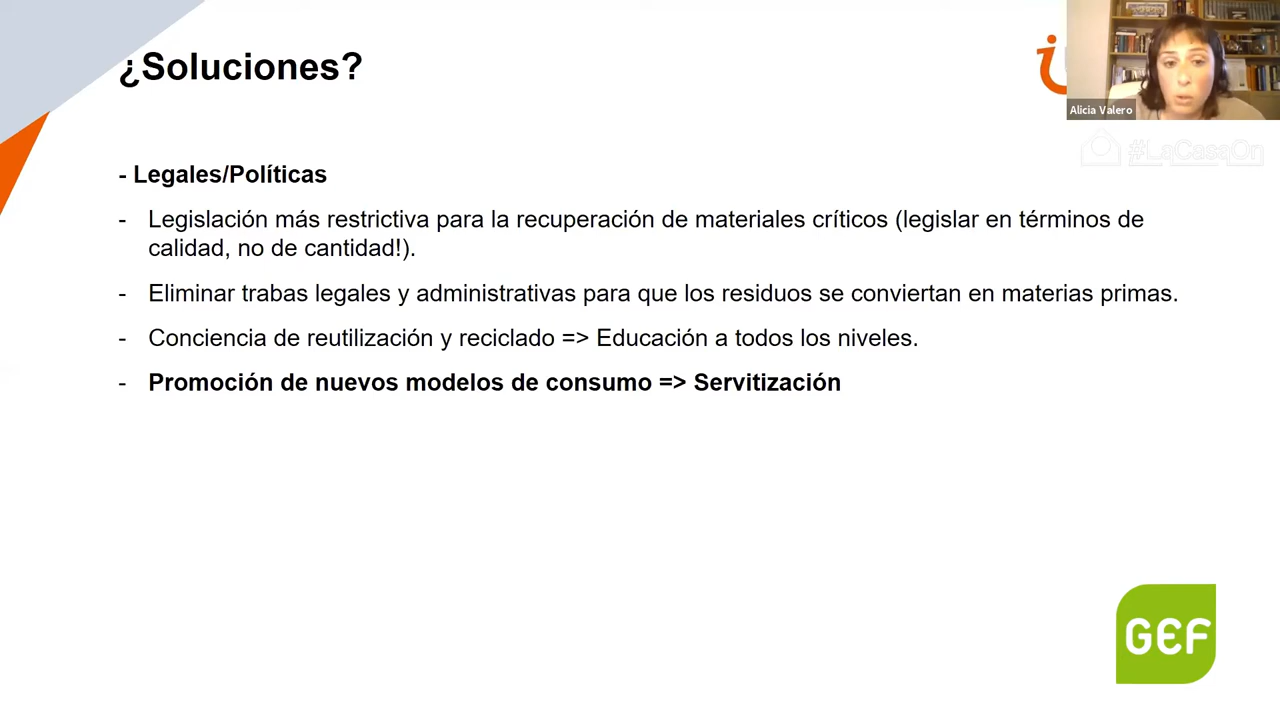 ¿Soluciones?
Alicia Valero
#LaCasaOn
- Legales/Políticas
- Legislación más restrictiva para la recuperación de materiales críticos (legislar en términos de
calidad, no de cantidad!).
- Eliminar trabas legales y administrativas para que los residuos se conviertan en materias primas.
- Conciencia de reutilización y reciclado => Educación a todos los niveles.
- Promoción de nuevos modelos de consumo => Servitización
GEF